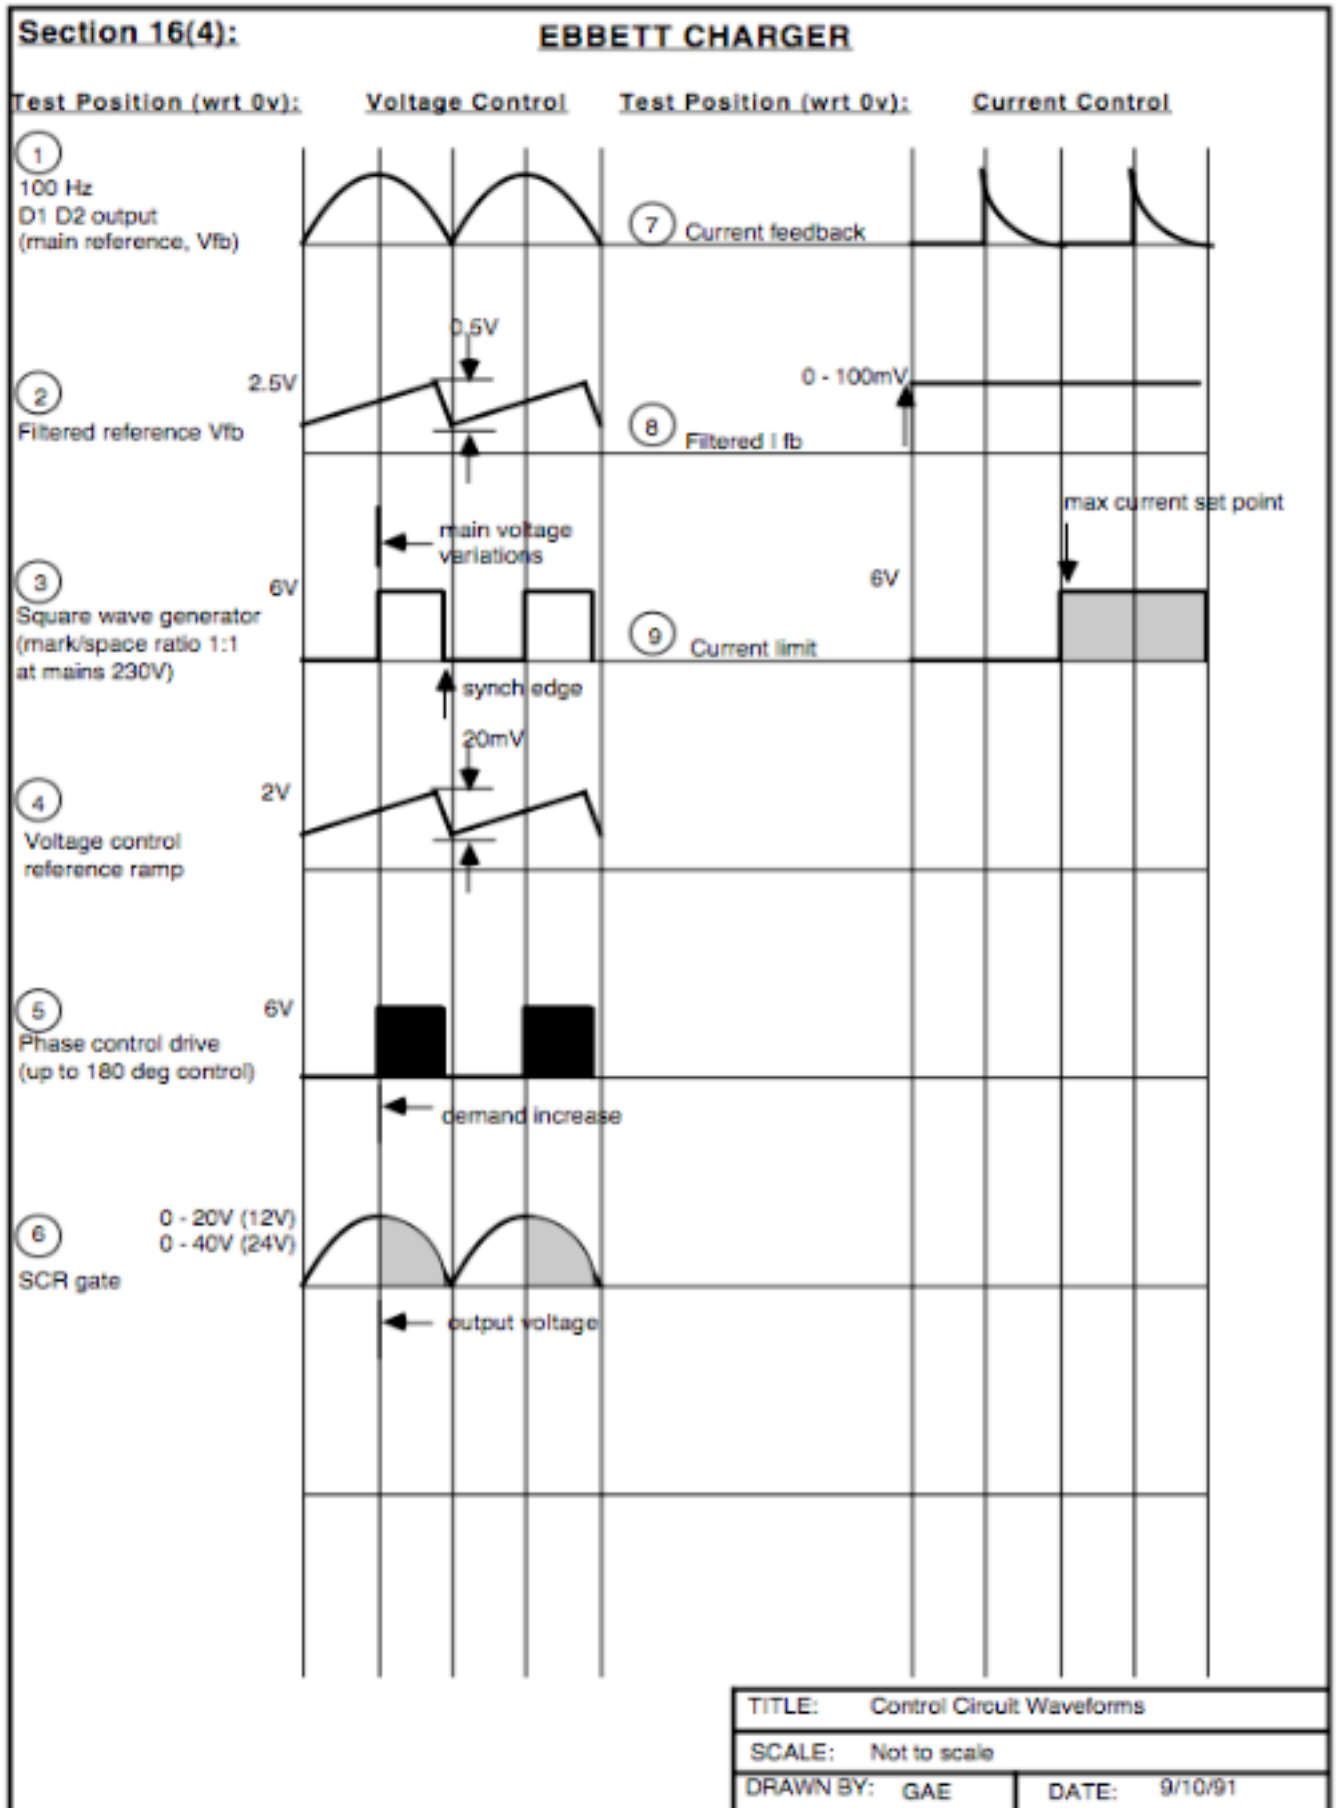 Section 16(4):
EBBETT CHARGER
Test Position (wrt 0v):
Voltage Control
Test Position (wrt 0v):
Current Control
1
100 Hz
D1 D2 output
(main reference, Vfb)
7
Current feedback
0.5V
2.5V
2
Filtered reference Vfb
0 - 100mV
8
Filtered I fb
main voltage
variations
max current set point
3
6V
Square wave generator
(mark/space ratio 1:1
at mains 230V)
6V
9
Current limit
synch edge
20mV
2V
4
Voltage control
reference ramp
5
6V
Phase control drive
(up to 180 deg control)
demand increase
0 - 20V (12V)
0 - 40V (24V)
6
SCR gate
output voltage
TITLE: Control Circuit Waveforms
SCALE: Not to scale
DRAWN BY: GAE
DATE: 9/10/91